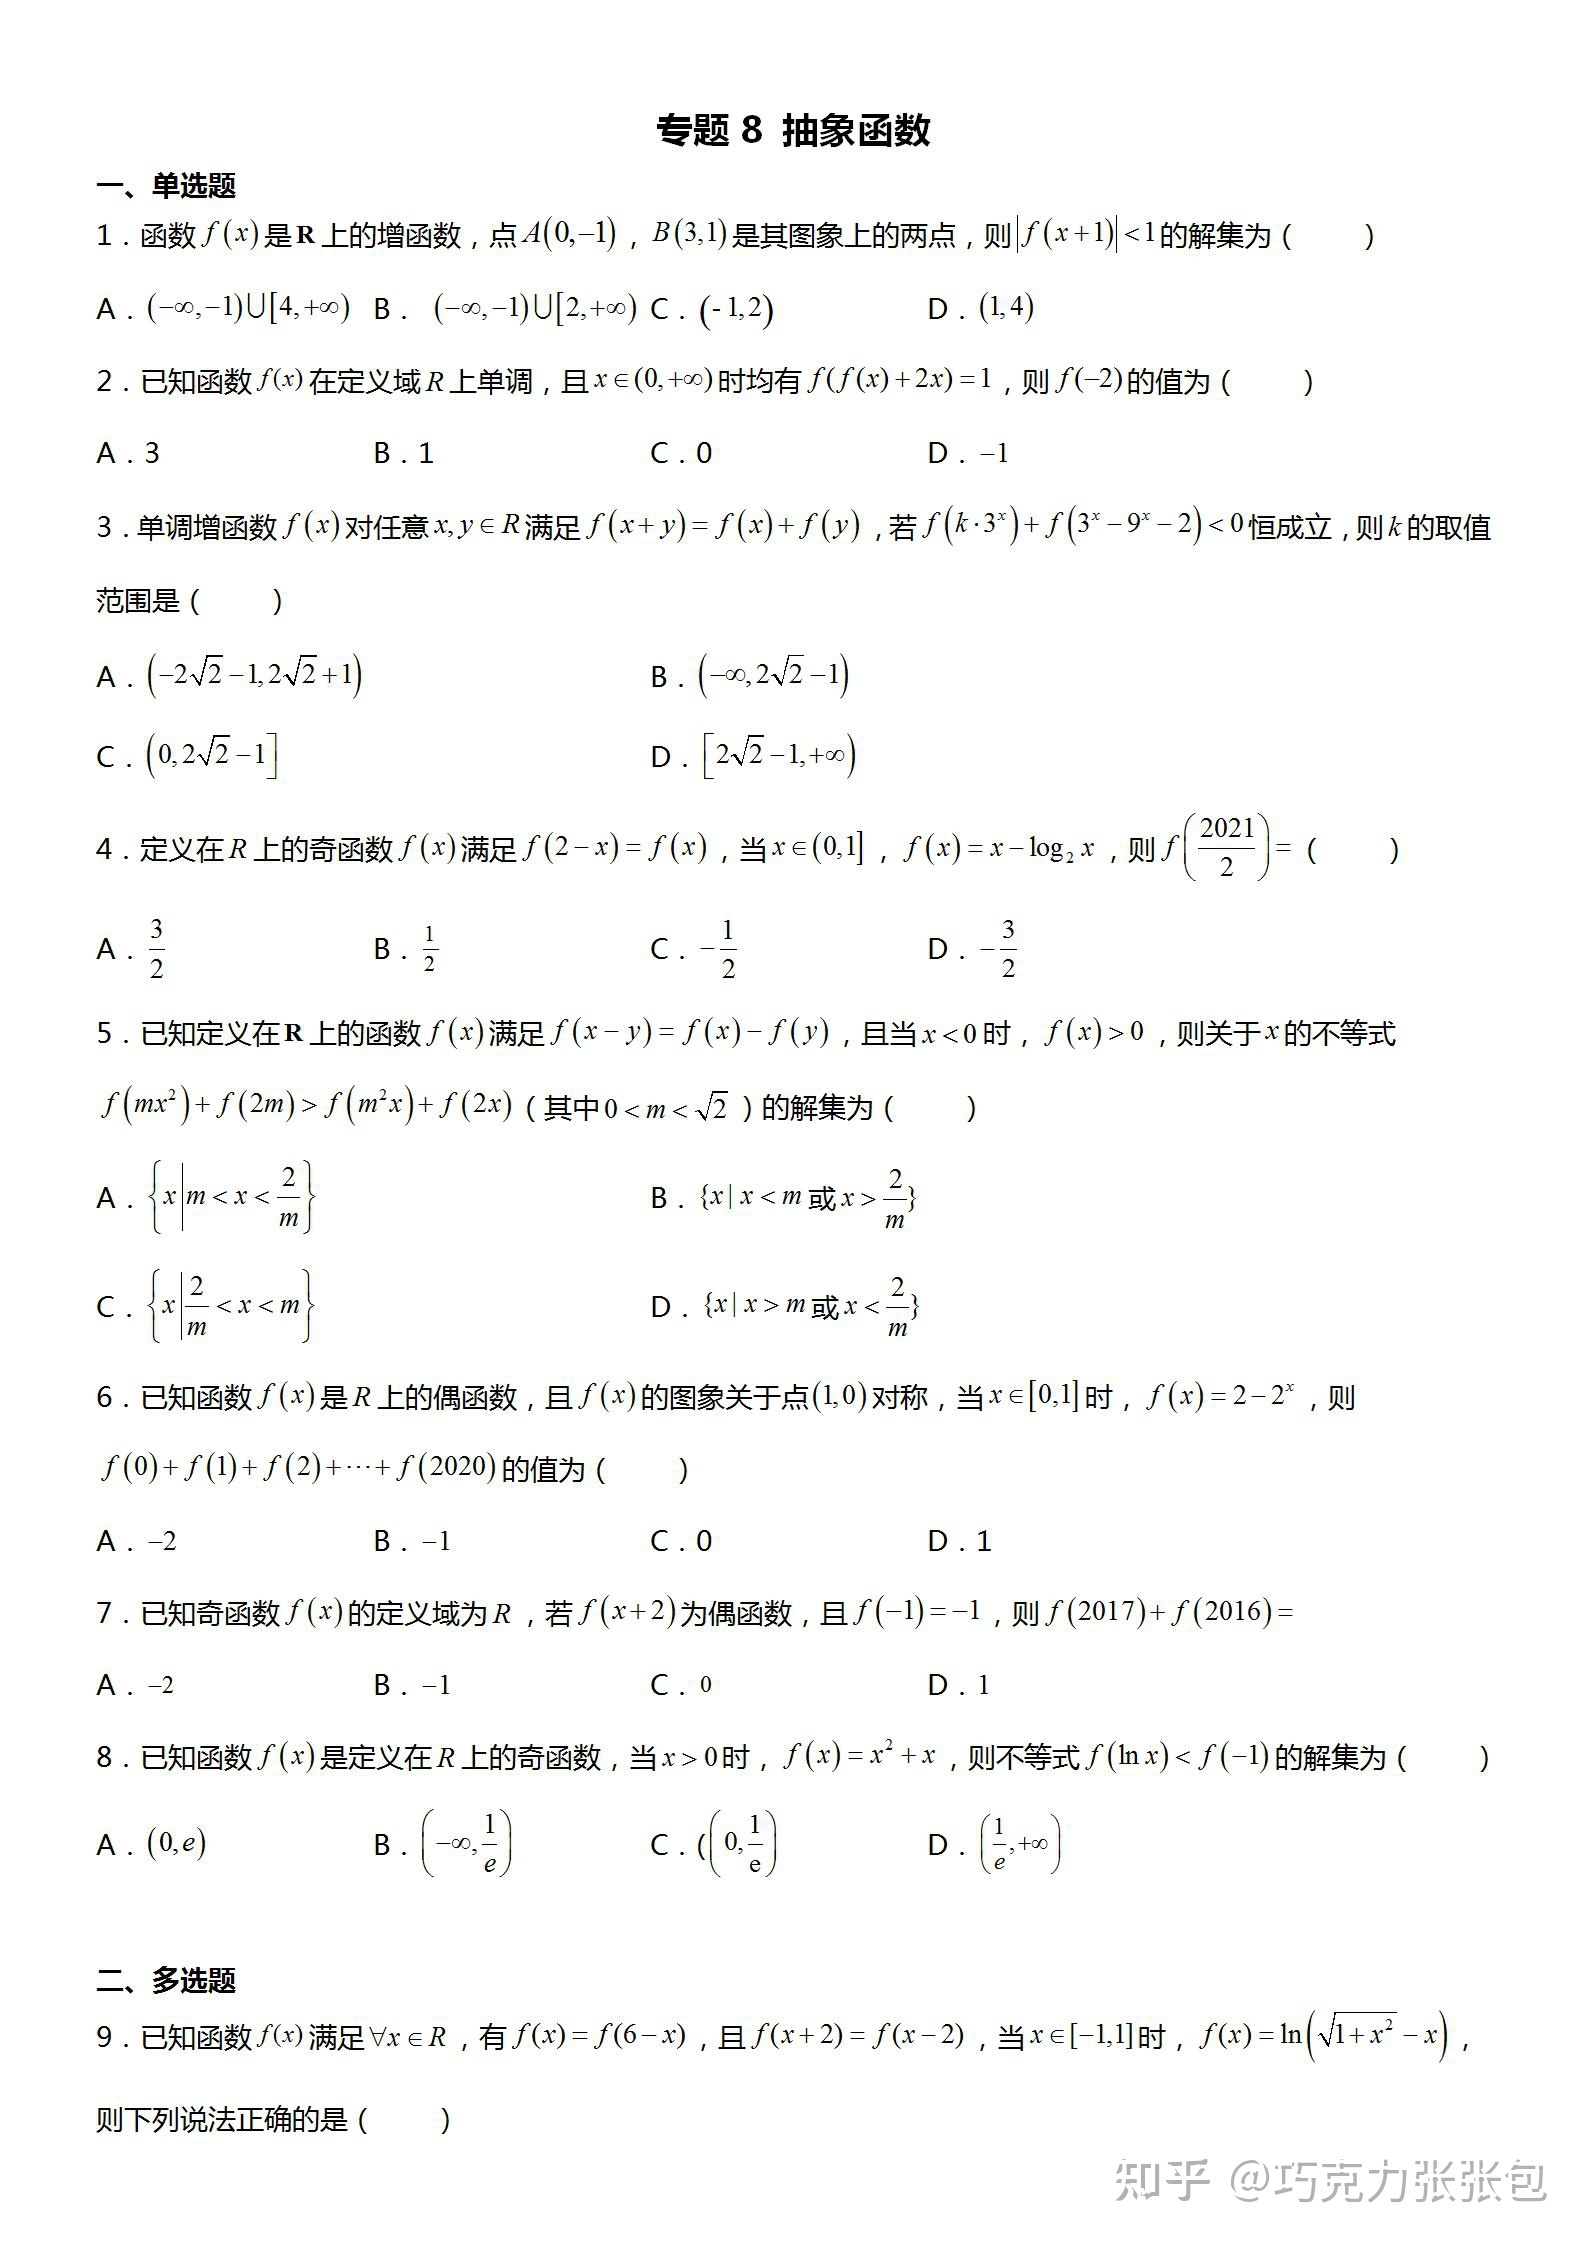 专题 8 抽象函数
一、单选题
1．函数 f(x) 是 R 上的增函数，点 A(0,−1)，B(3,1) 是其图象上的两点，则 |f(x+1)|<1 的解集为（　　）
A．(−∞,−1)∪[4,+∞) B．(−∞,−1)∪[2,+∞) C．(- 1,2) D．(1,4)
2．已知函数 f(x) 在定义域 R 上单调，且 x∈(0,+∞) 时均有 f(f(x)+2x)=1，则 f(−2) 的值为（　　）
A．3 B．1 C．0 D．−1
3．单调增函数 f(x) 对任意 x,y∈R 满足 f(x+y)=f(x)+f(y)，若 f(k·3^x)+f(3^x−9^x−2)<0 恒成立，则 k 的取值
范围是（　　）
A．(−2√2−1,2√2+1) B．(−∞,2√2−1)
C．(0,2√2−1] D．[2√2−1,+∞)
4．定义在 R 上的奇函数 f(x) 满足 f(2−x)=f(x)，当 x∈(0,1]，f(x)=x−log₂x，则 f(2021/2)=（　　）
A．3/2 B．1/2 C．−1/2 D．−3/2
5．已知定义在 R 上的函数 f(x) 满足 f(x−y)=f(x)−f(y)，且当 x<0 时，f(x)>0，则关于 x 的不等式
f(mx²)+f(2m)>f(m²x)+f(2x)（其中 0<m<√2）的解集为（　　）
A．{x|m<x<2/m} B．{x|x<m 或 x>2/m}
C．{x|2/m<x<m} D．{x|x>m 或 x<2/m}
6．已知函数 f(x) 是 R 上的偶函数，且 f(x) 的图象关于点 (1,0) 对称，当 x∈[0,1] 时，f(x)=2−2^x，则
f(0)+f(1)+f(2)+···+f(2020) 的值为（　　）
A．−2 B．−1 C．0 D．1
7．已知奇函数 f(x) 的定义域为 R，若 f(x+2) 为偶函数，且 f(−1)=−1，则 f(2017)+f(2016)=
A．−2 B．−1 C．0 D．1
8．已知函数 f(x) 是定义在 R 上的奇函数，当 x>0 时，f(x)=x²+x，则不等式 f(ln x)<f(−1) 的解集为（　　）
A．(0,e) B．(−∞,1/e) C．((0,1/e) D．(1/e,+∞)
二、多选题
9．已知函数 f(x) 满足 ∀x∈R，有 f(x)=f(6−x)，且 f(x+2)=f(x−2)，当 x∈[−1,1] 时，f(x)=ln(√(1+x²)−x)，
则下列说法正确的是（　　）
知乎 @巧克力张张包